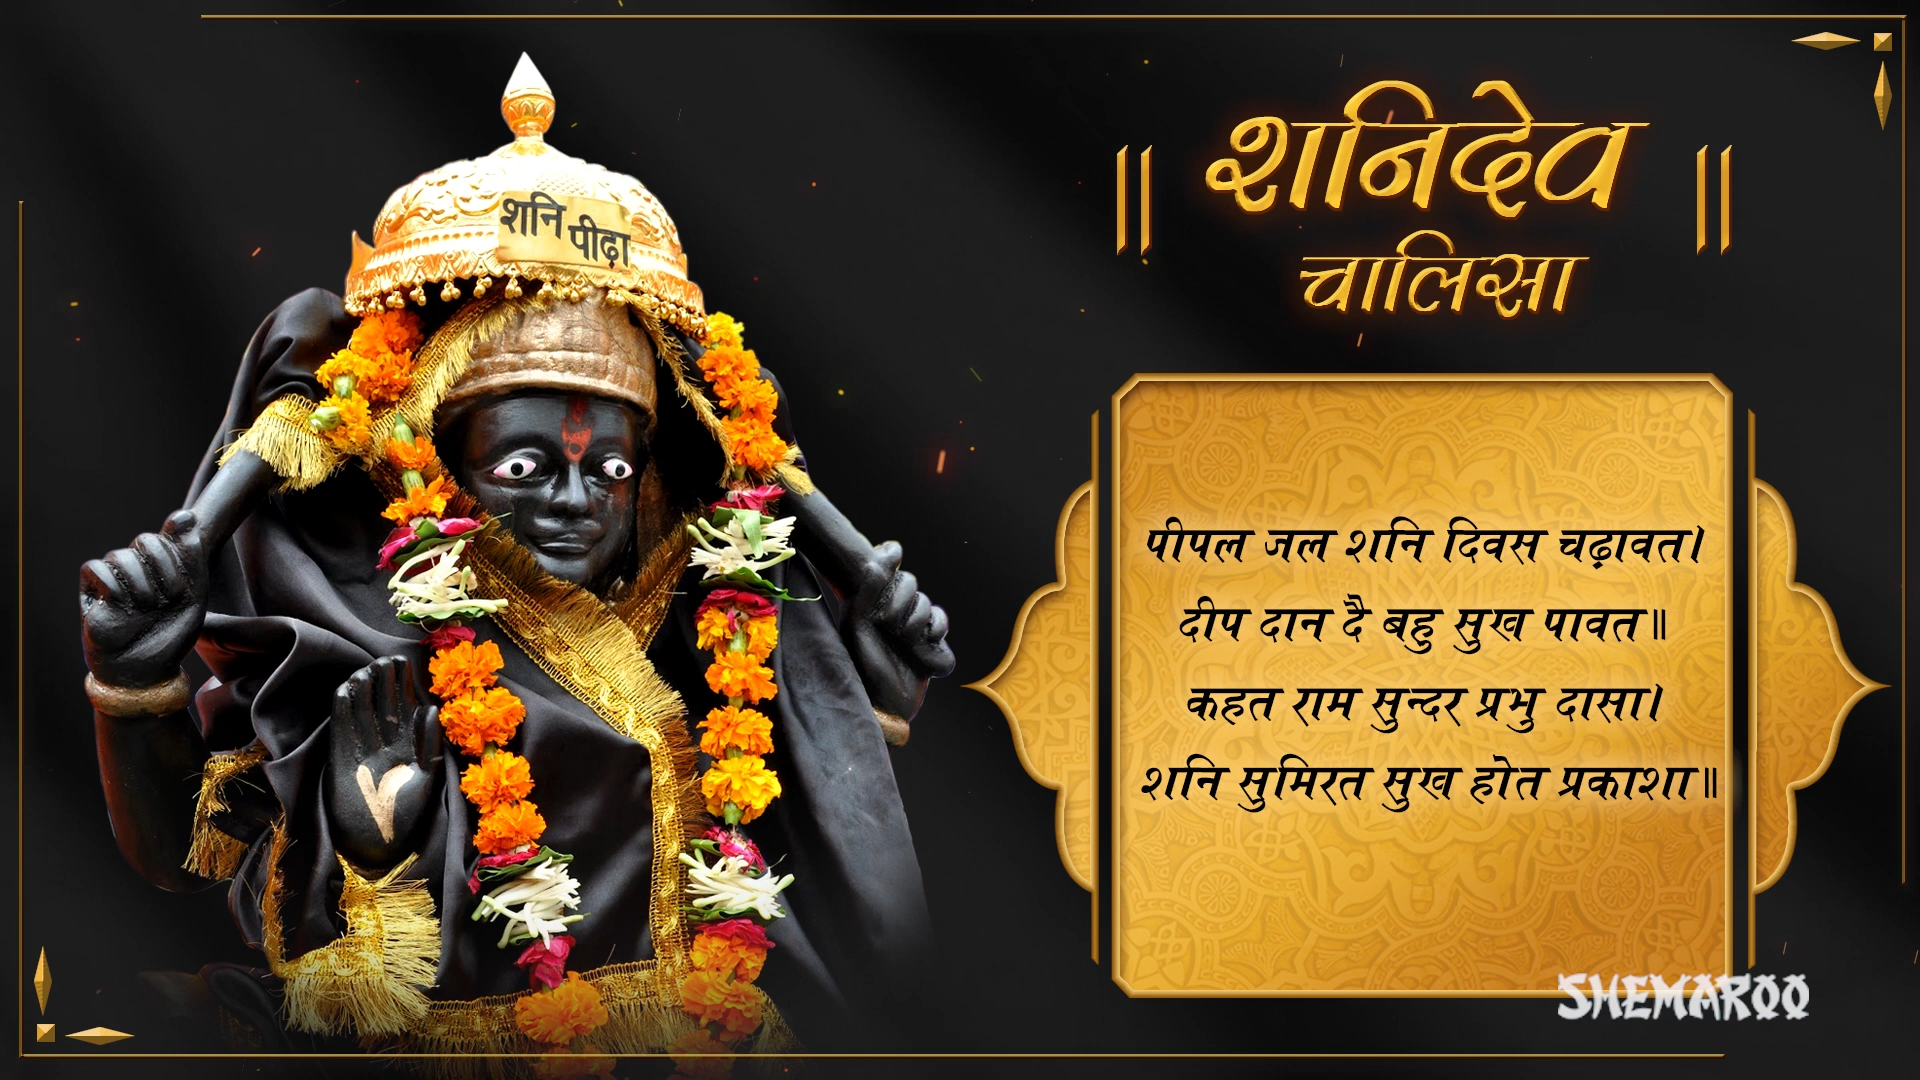 शनि पीढ़ा
॥ शनिदेव ॥
चालिसा
पीपल जल शनि दिवस चढ़ावत।
दीप दान दै बहु सुख पावत॥
कहत राम सुन्दर प्रभु दासा।
शनि सुमिरत सुख होत प्रकाशा॥
SHEMAROO